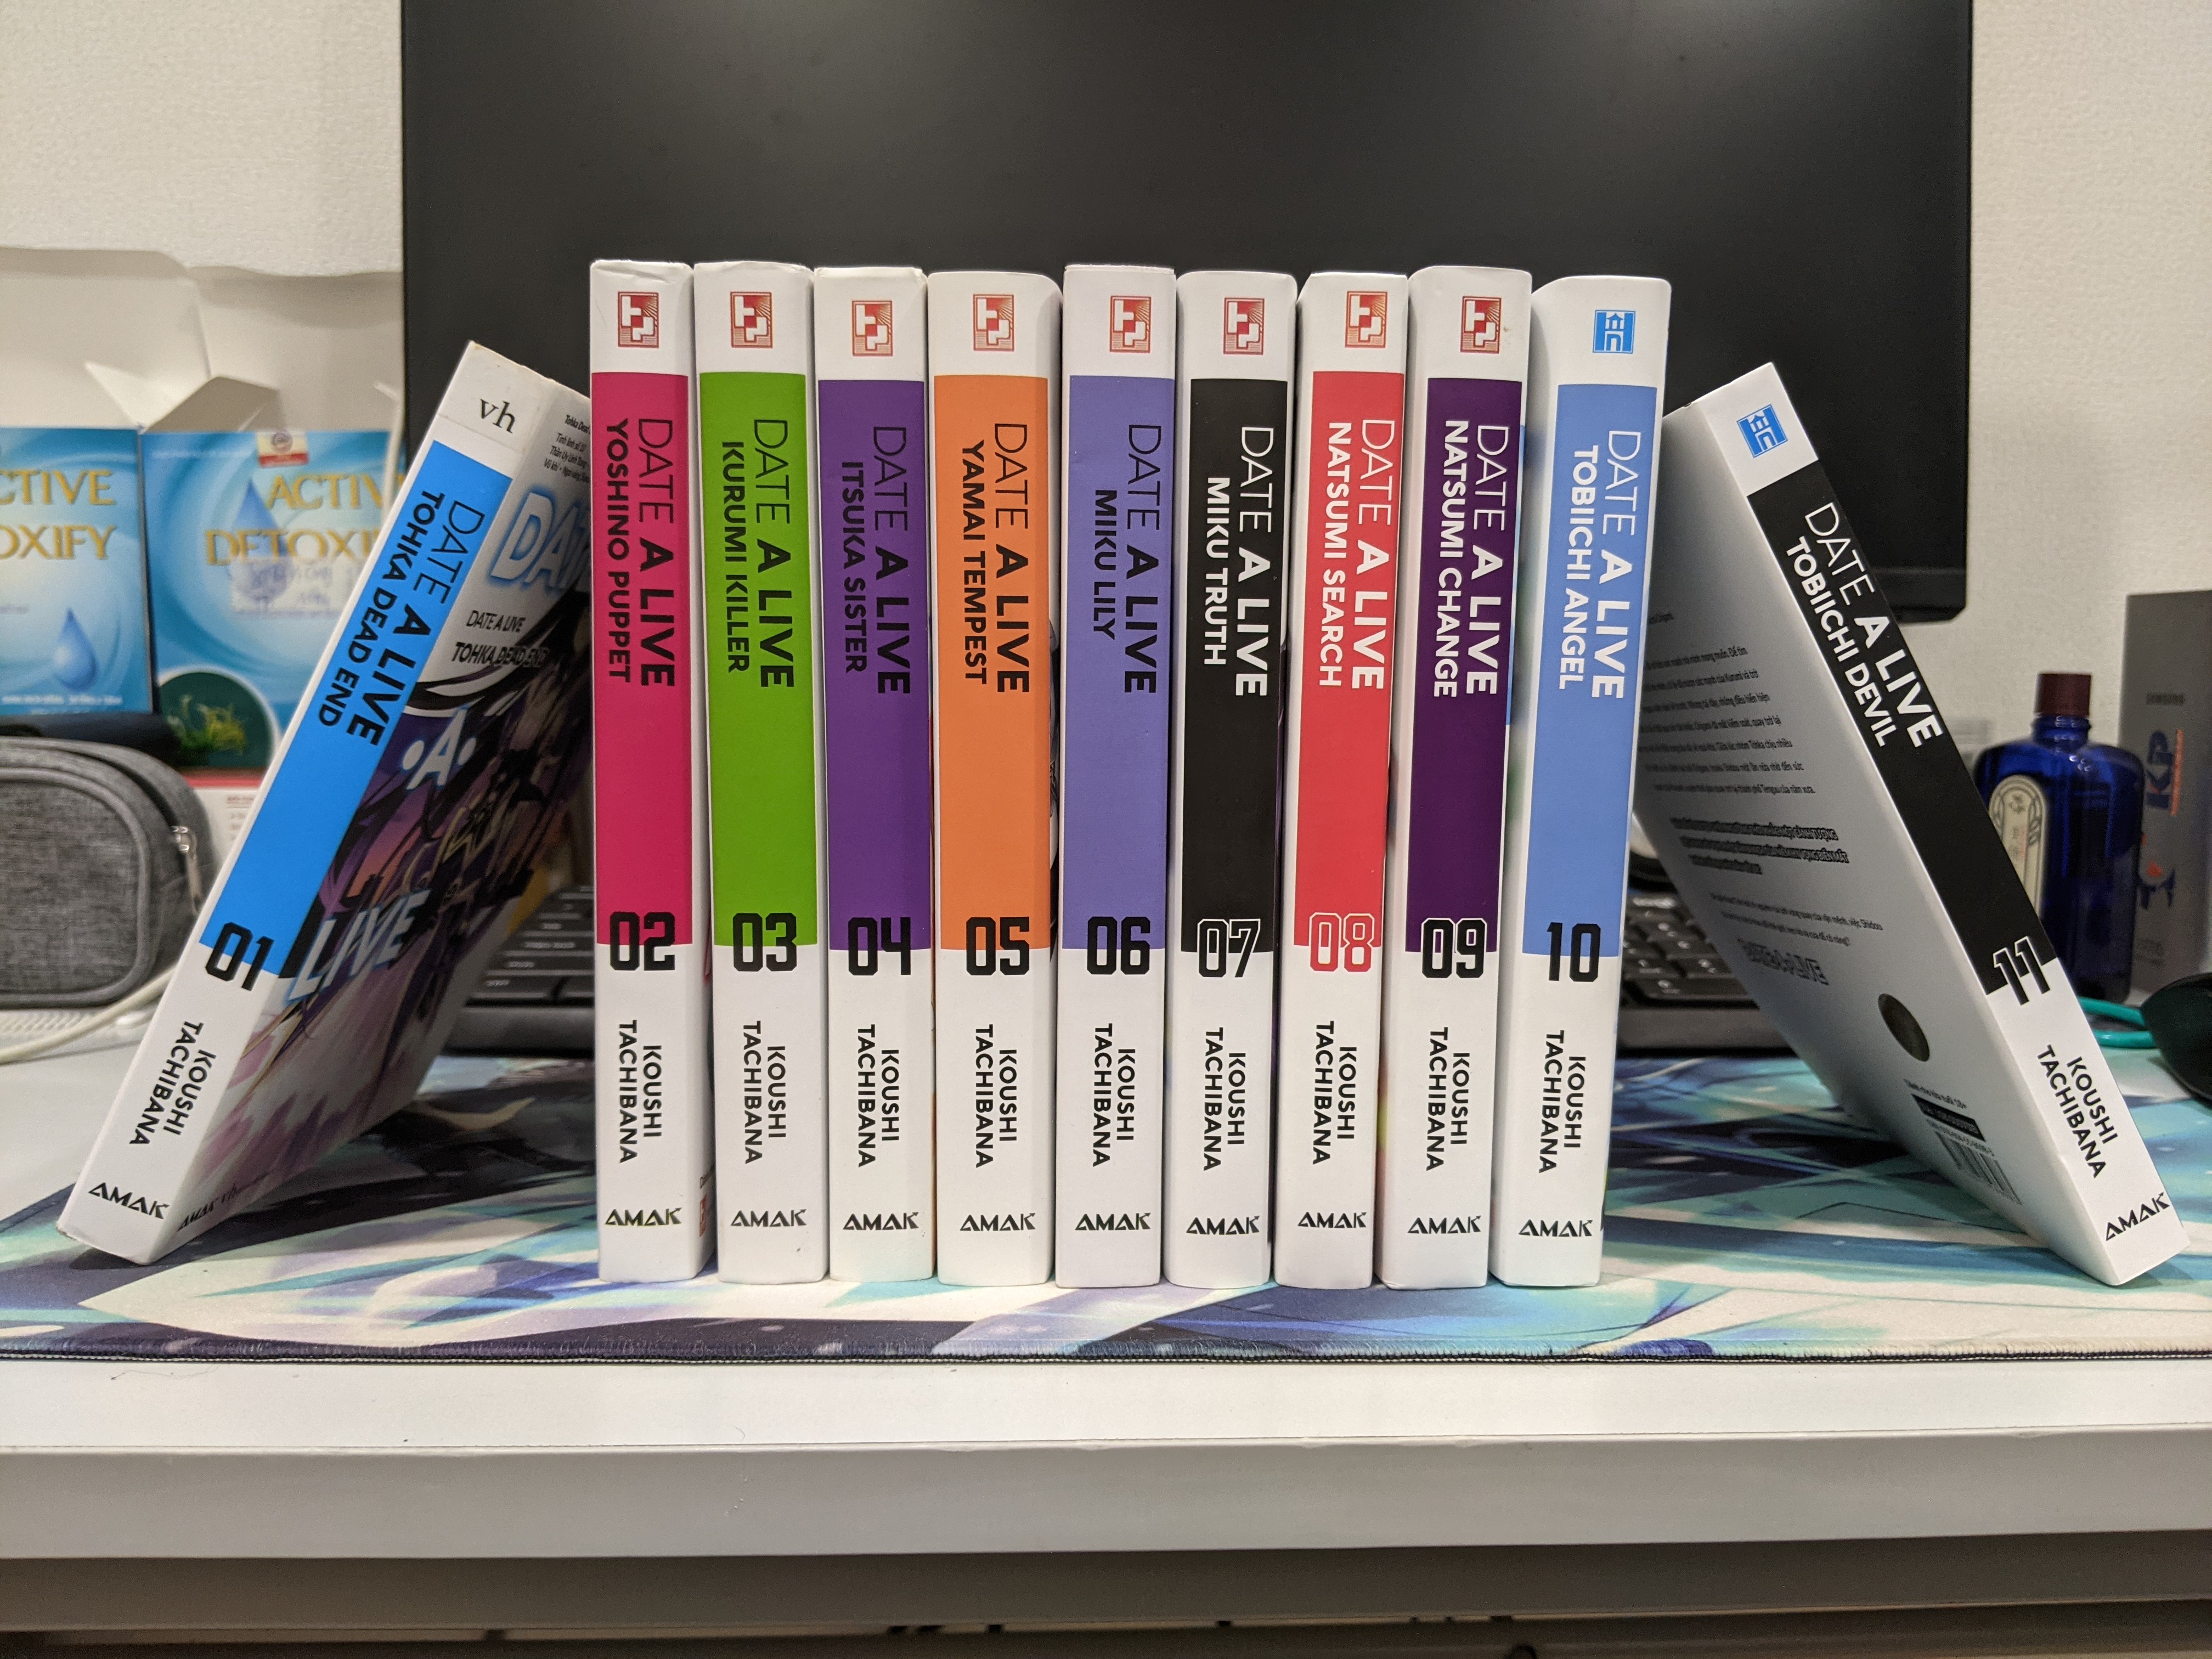 ACTIVE
DETOXIFY
vh
DATE A LIVE
TOHKA DEAD END
01
KOUSHI
TACHIBANA
AMAK
DATE A LIVE
TOHKA DEAD END
•A•
LIVE
DATE A LIVE
YOSHINO PUPPET
02
KOUSHI
TACHIBANA
AMAK
DATE A LIVE
KURUMI KILLER
03
KOUSHI
TACHIBANA
AMAK
DATE A LIVE
ITSUKA SISTER
04
KOUSHI
TACHIBANA
AMAK
DATE A LIVE
YAMAI TEMPEST
05
KOUSHI
TACHIBANA
AMAK
DATE A LIVE
MIKU LILY
06
KOUSHI
TACHIBANA
AMAK
DATE A LIVE
MIKU TRUTH
07
KOUSHI
TACHIBANA
AMAK
DATE A LIVE
NATSUMI SEARCH
08
KOUSHI
TACHIBANA
AMAK
DATE A LIVE
NATSUMI CHANGE
09
KOUSHI
TACHIBANA
AMAK
DATE A LIVE
TOBIICHI ANGEL
10
KOUSHI
TACHIBANA
AMAK
DATE A LIVE
TOBIICHI DEVIL
11
KOUSHI
TACHIBANA
AMAK
SAMSUNG
KP